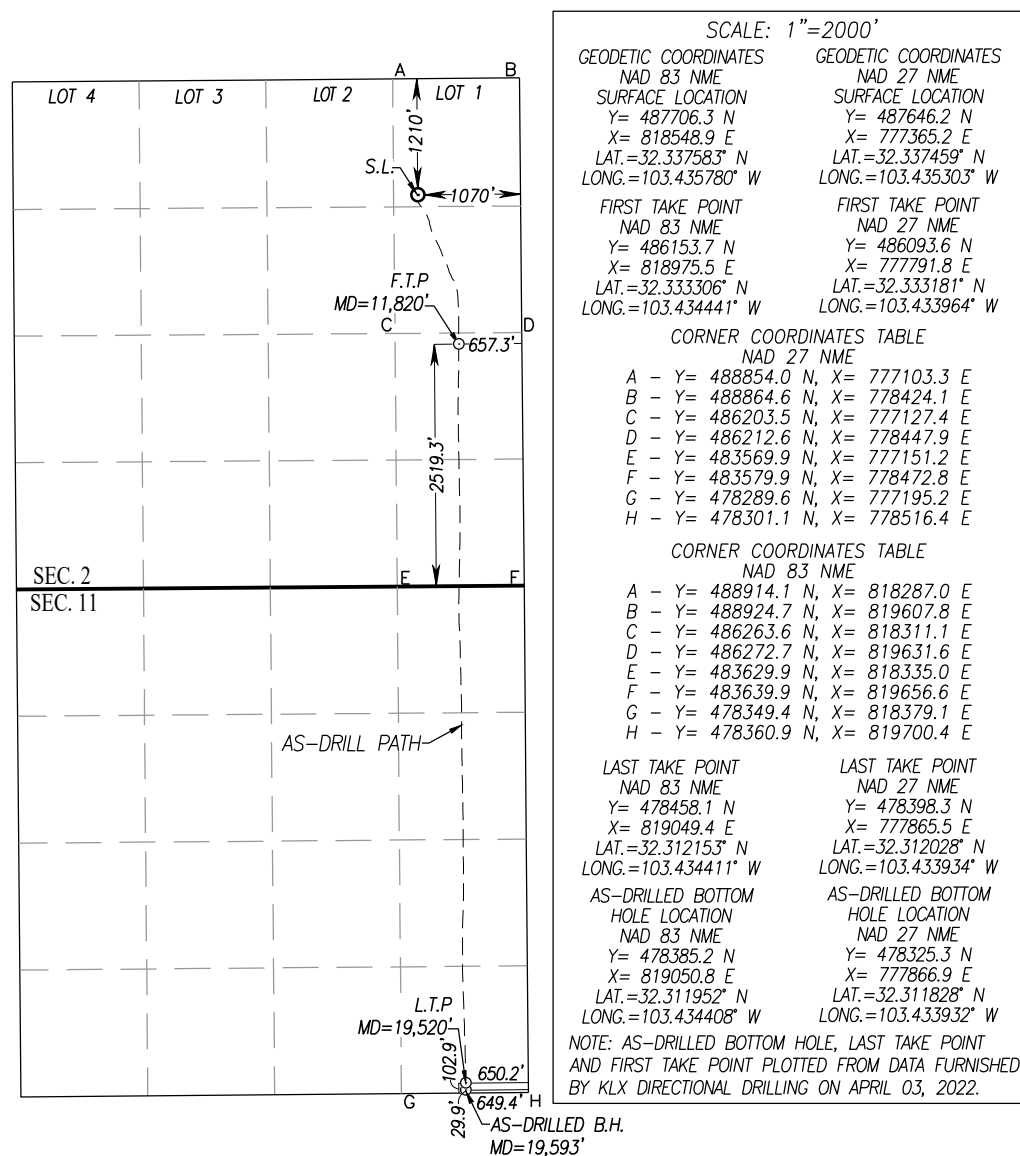 A
B
LOT 4
LOT 3
LOT 2
LOT 1
1210'
S.L.
1070'
F.T.P
MD=11,820'
C
D
657.3'
2519.3'
SEC. 2
E
F
SEC. 11
AS-DRILL PATH
L.T.P
MD=19,520'
102.9'
650.2'
G
649.4'
H
29.9'
AS-DRILLED B.H.
MD=19,593'
SCALE: 1"=2000'
GEODETIC COORDINATES
NAD 83 NME
SURFACE LOCATION
Y= 487706.3 N
X= 818548.9 E
LAT.=32.337583° N
LONG.=103.435780° W
GEODETIC COORDINATES
NAD 27 NME
SURFACE LOCATION
Y= 487646.2 N
X= 777365.2 E
LAT.=32.337459° N
LONG.=103.435303° W
FIRST TAKE POINT
NAD 83 NME
Y= 486153.7 N
X= 818975.5 E
LAT.=32.333306° N
LONG.=103.434441° W
FIRST TAKE POINT
NAD 27 NME
Y= 486093.6 N
X= 777791.8 E
LAT.=32.333181° N
LONG.=103.433964° W
CORNER COORDINATES TABLE
NAD 27 NME
A - Y= 488854.0 N, X= 777103.3 E
B - Y= 488864.6 N, X= 778424.1 E
C - Y= 486203.5 N, X= 777127.4 E
D - Y= 486212.6 N, X= 778447.9 E
E - Y= 483569.9 N, X= 777151.2 E
F - Y= 483579.9 N, X= 778472.8 E
G - Y= 478289.6 N, X= 777195.2 E
H - Y= 478301.1 N, X= 778516.4 E
CORNER COORDINATES TABLE
NAD 83 NME
A - Y= 488914.1 N, X= 818287.0 E
B - Y= 488924.7 N, X= 819607.8 E
C - Y= 486263.6 N, X= 818311.1 E
D - Y= 486272.7 N, X= 819631.6 E
E - Y= 483629.9 N, X= 818335.0 E
F - Y= 483639.9 N, X= 819656.6 E
G - Y= 478349.4 N, X= 818379.1 E
H - Y= 478360.9 N, X= 819700.4 E
LAST TAKE POINT
NAD 83 NME
Y= 478458.1 N
X= 819049.4 E
LAT.=32.312153° N
LONG.=103.434411° W
LAST TAKE POINT
NAD 27 NME
Y= 478398.3 N
X= 777865.5 E
LAT.=32.312028° N
LONG.=103.433934° W
AS-DRILLED BOTTOM
HOLE LOCATION
NAD 83 NME
Y= 478385.2 N
X= 819050.8 E
LAT.=32.311952° N
LONG.=103.434408° W
AS-DRILLED BOTTOM
HOLE LOCATION
NAD 27 NME
Y= 478325.3 N
X= 777866.9 E
LAT.=32.311828° N
LONG.=103.433932° W
NOTE: AS-DRILLED BOTTOM HOLE, LAST TAKE POINT
AND FIRST TAKE POINT PLOTTED FROM DATA FURNISHED
BY KLX DIRECTIONAL DRILLING ON APRIL 03, 2022.